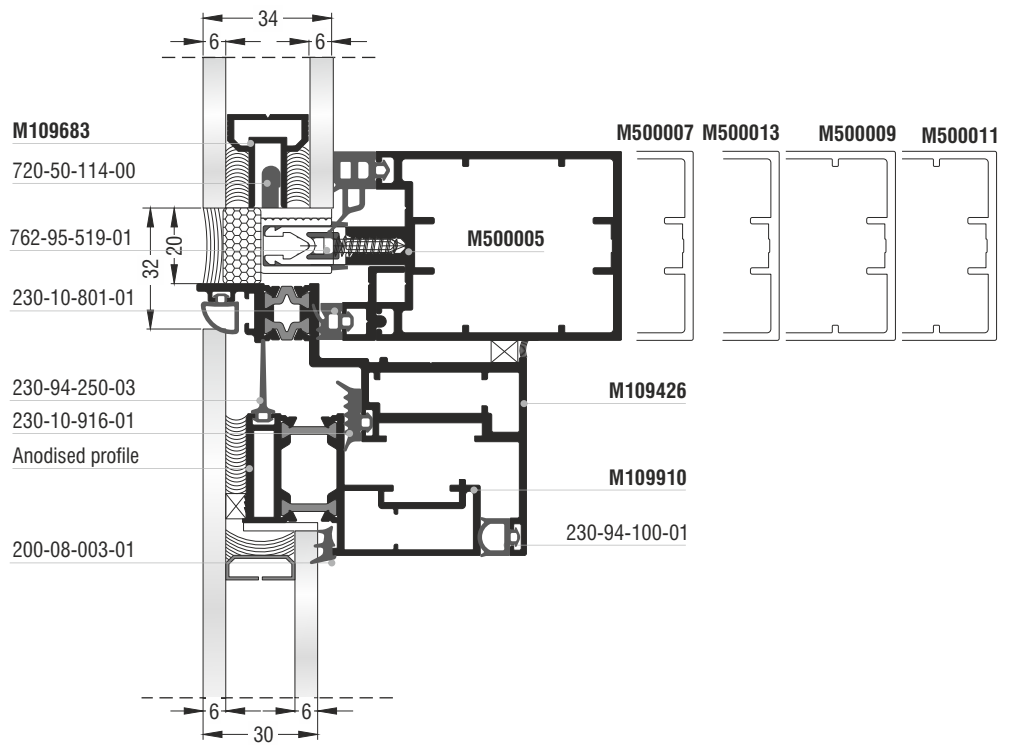 34
6 6
M109683
720-50-114-00
762-95-519-01
230-10-801-01
230-94-250-03
230-10-916-01
Anodised profile
200-08-003-01
32
20
M500005
M500007 M500013 M500009 M500011
M109426
M109910
230-94-100-01
6 6
30